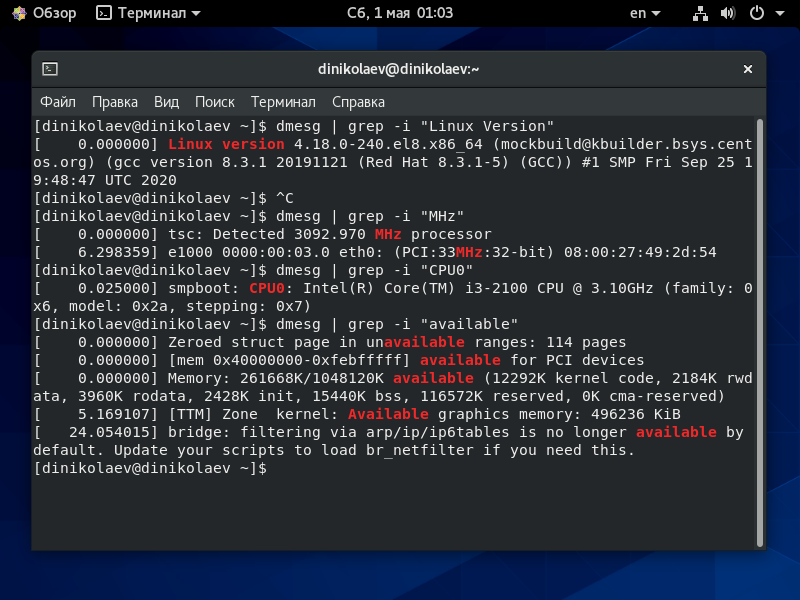 Обзор Терминал Сб, 1 мая 01:03 en
dinikolaev@dinikolaev:~
Файл Правка Вид Поиск Терминал Справка
[dinikolaev@dinikolaev ~]$ dmesg | grep -i "Linux Version"
[    0.000000] Linux version 4.18.0-240.el8.x86_64 (mockbuild@kbuilder.bsys.cent
os.org) (gcc version 8.3.1 20191121 (Red Hat 8.3.1-5) (GCC)) #1 SMP Fri Sep 25 1
9:48:47 UTC 2020
[dinikolaev@dinikolaev ~]$ ^C
[dinikolaev@dinikolaev ~]$ dmesg | grep -i "MHz"
[    0.000000] tsc: Detected 3092.970 MHz processor
[    6.298359] e1000 0000:00:03.0 eth0: (PCI:33MHz:32-bit) 08:00:27:49:2d:54
[dinikolaev@dinikolaev ~]$ dmesg | grep -i "CPU0"
[    0.025000] smpboot: CPU0: Intel(R) Core(TM) i3-2100 CPU @ 3.10GHz (family: 0
x6, model: 0x2a, stepping: 0x7)
[dinikolaev@dinikolaev ~]$ dmesg | grep -i "available"
[    0.000000] Zeroed struct page in unavailable ranges: 114 pages
[    0.000000] [mem 0x40000000-0xfebfffff] available for PCI devices
[    0.000000] Memory: 261668K/1048120K available (12292K kernel code, 2184K rwd
ata, 3960K rodata, 2428K init, 15440K bss, 116572K reserved, 0K cma-reserved)
[    5.169107] [TTM] Zone  kernel: Available graphics memory: 496236 KiB
[   24.054015] bridge: filtering via arp/ip/ip6tables is no longer available by
default. Update your scripts to load br_netfilter if you need this.
[dinikolaev@dinikolaev ~]$